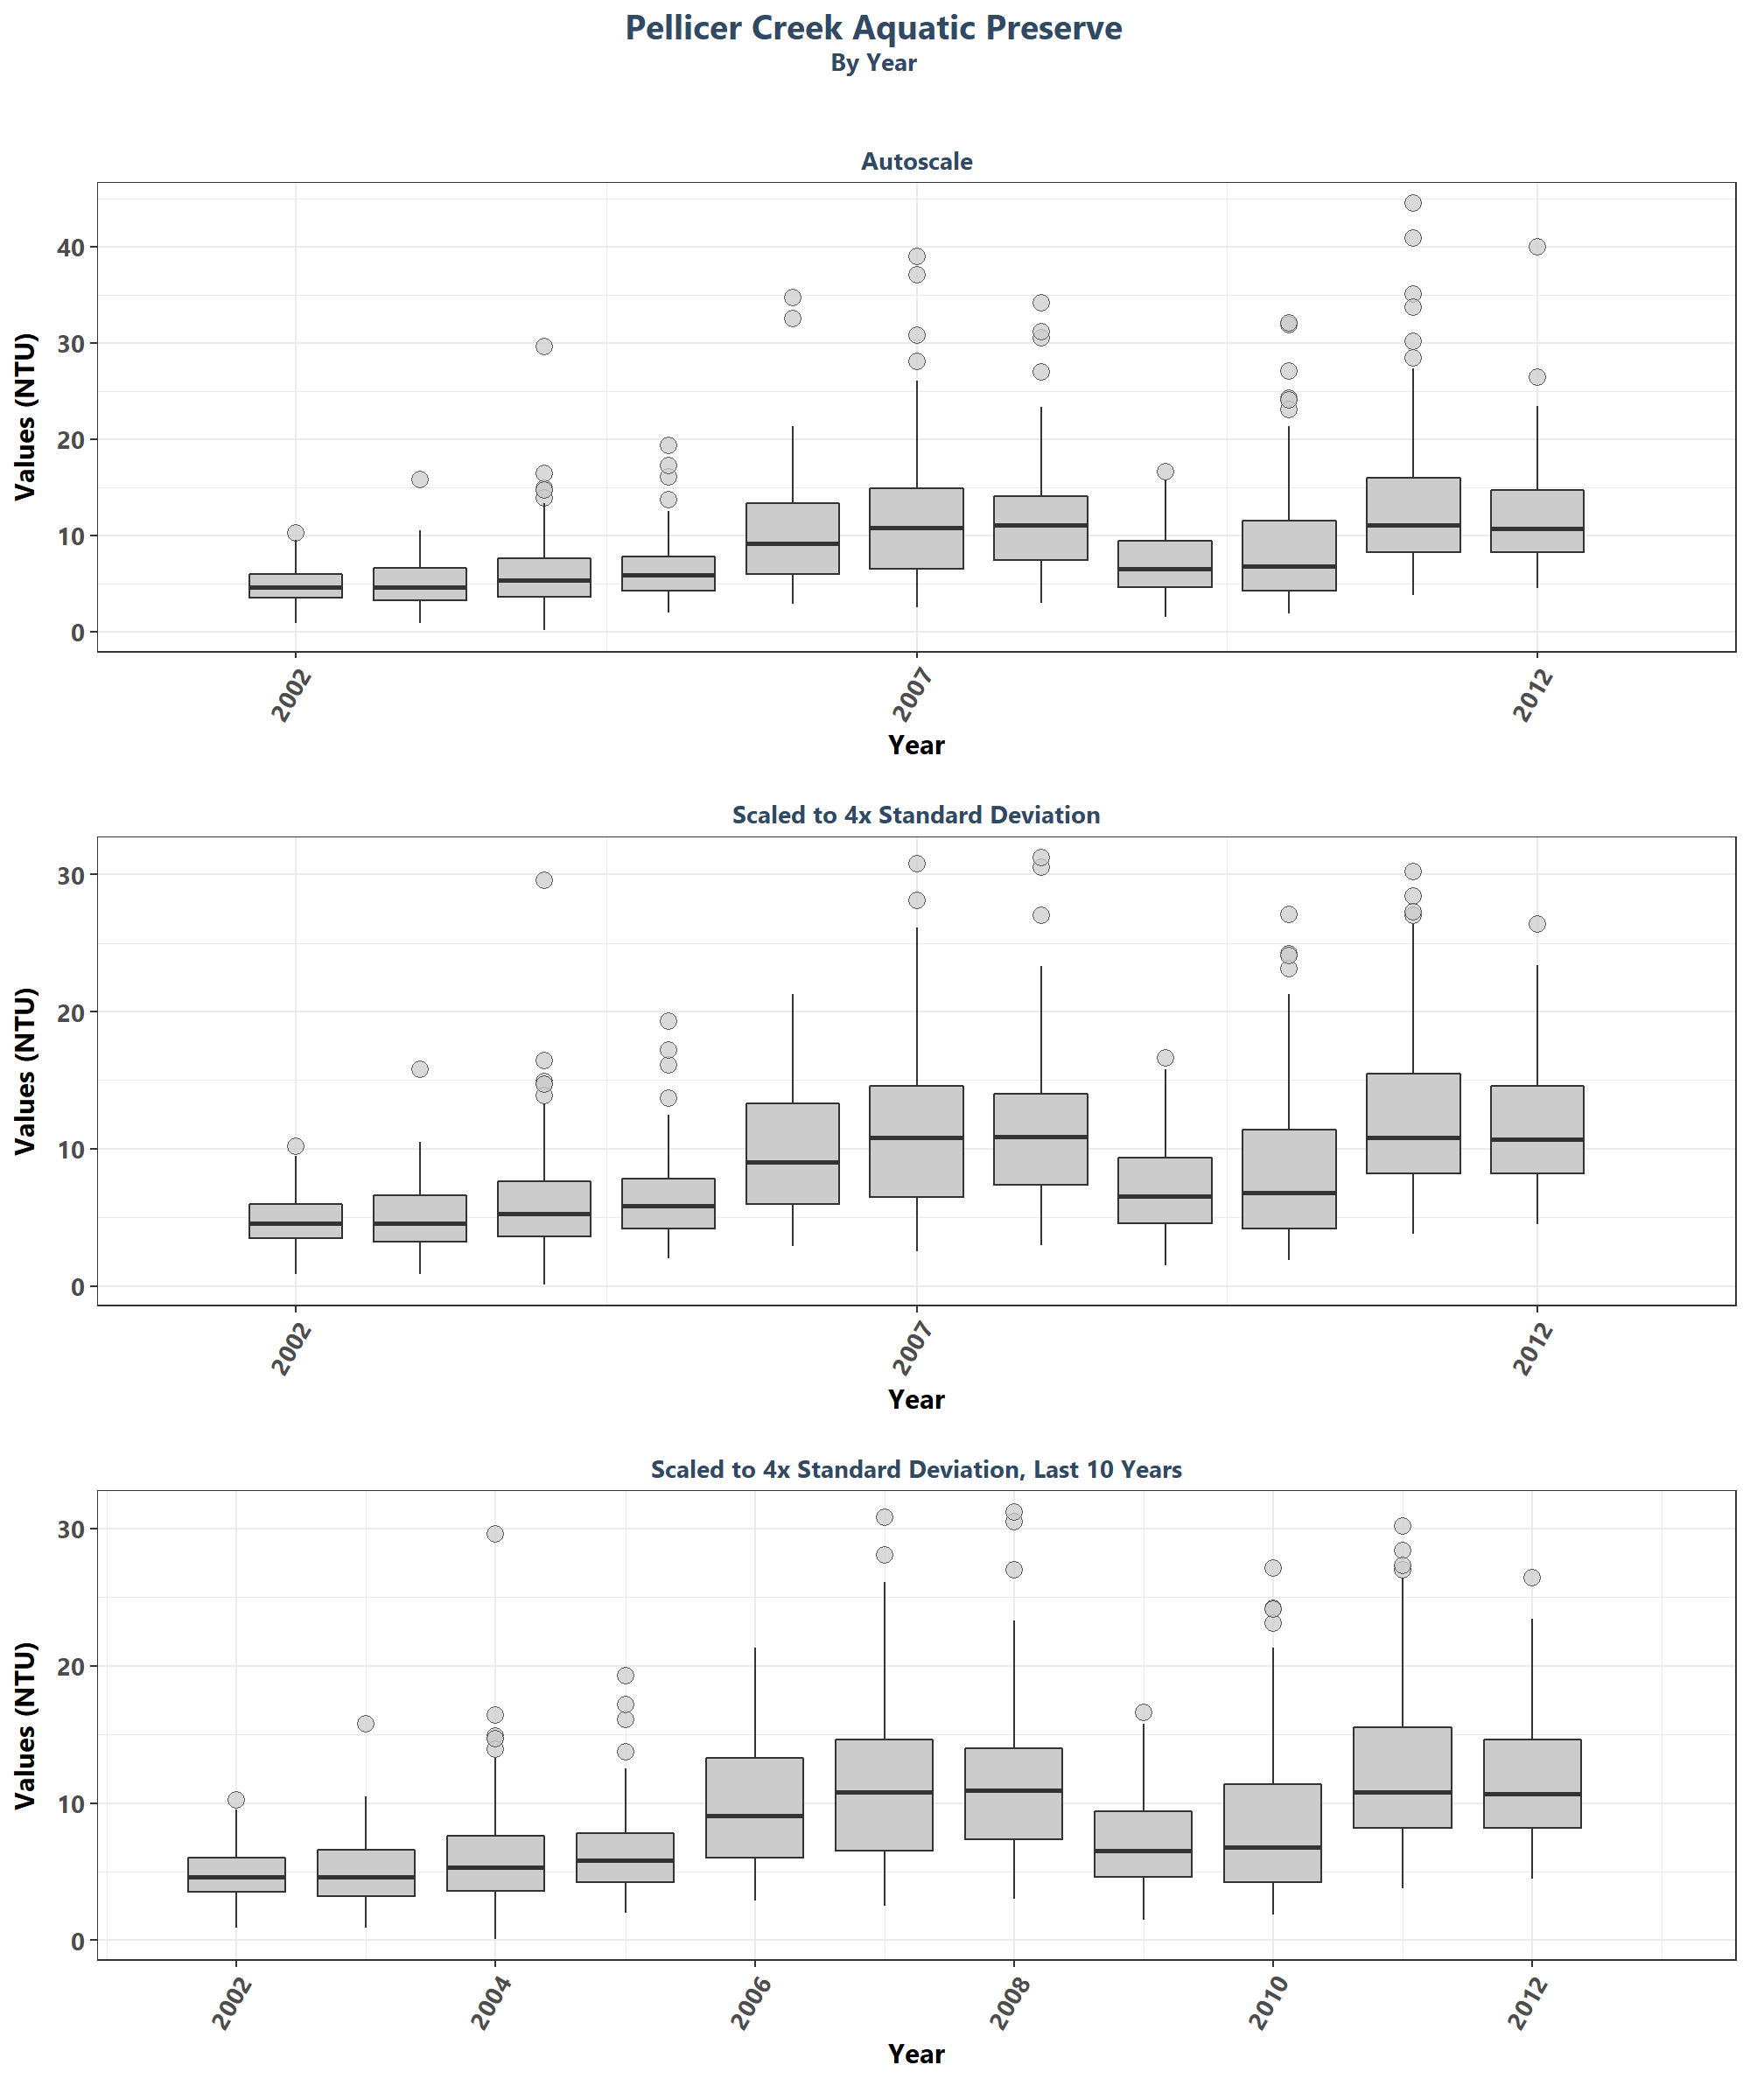 Pellicer Creek Aquatic Preserve
By Year
Autoscale
Values (NTU)
40
30
20
10
0
2002 2007 2012
Year
Scaled to 4x Standard Deviation
Values (NTU)
30
20
10
0
2002 2007 2012
Year
Scaled to 4x Standard Deviation, Last 10 Years
Values (NTU)
30
20
10
0
2002 2004 2006 2008 2010 2012
Year